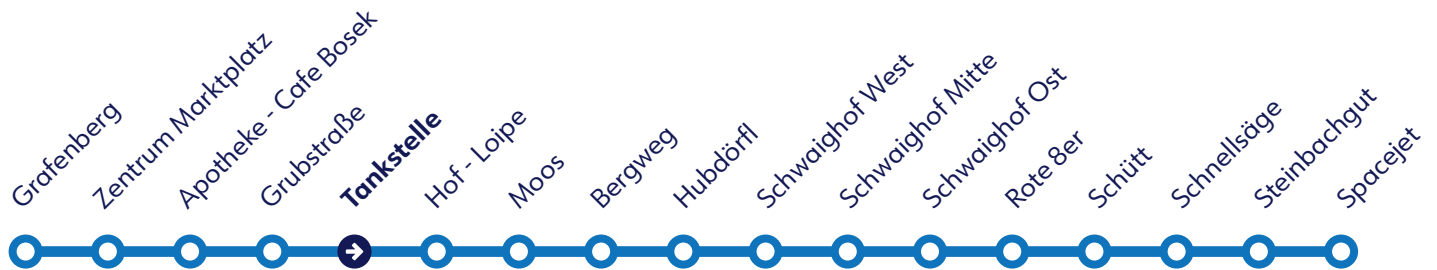 Grafenberg
Zentrum Marktplatz
Apotheke - Cafe Bosek
Grubstraße
Tankstelle
Hof - Loipe
Moos
Bergweg
Hubdörfl
Schwaighof West
Schwaighof Mitte
Schwaighof Ost
Rote 8er
Schütt
Schnellsäge
Steinbachgut
Spacejet